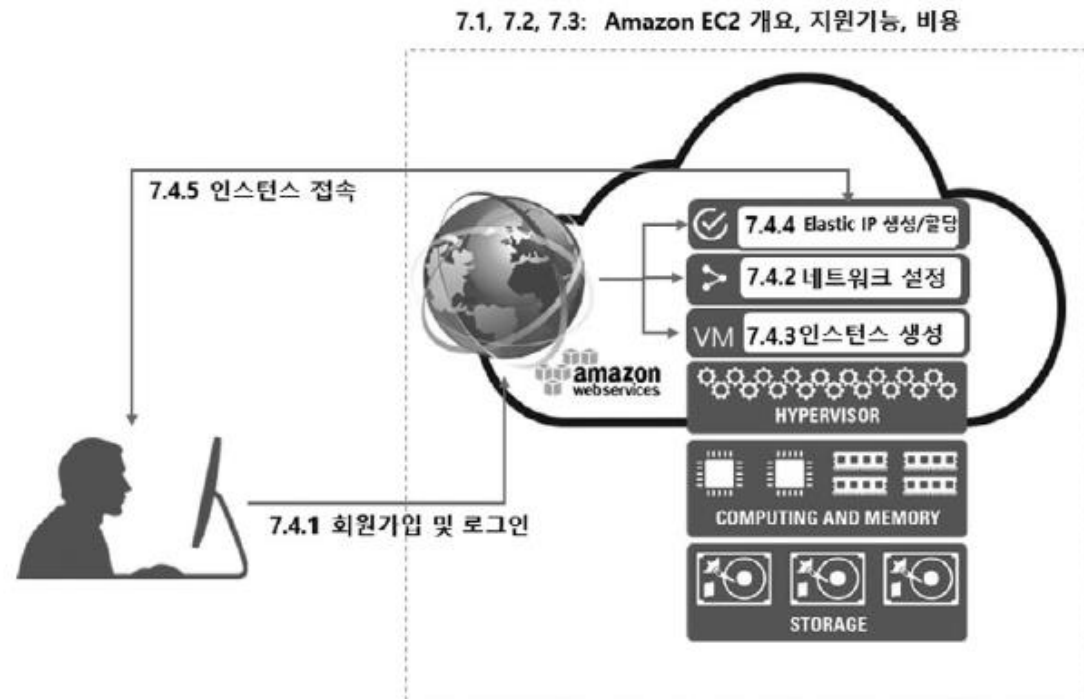 7.1, 7.2, 7.3: Amazon EC2 개요, 지원기능, 비용
7.4.5 인스턴스 접속
7.4.4 Elastic IP 생성/할당
7.4.2 네트워크 설정
VM 7.4.3인스턴스 생성
amazon
webservices
HYPERVISOR
7.4.1 회원가입 및 로그인
COMPUTING AND MEMORY
STORAGE